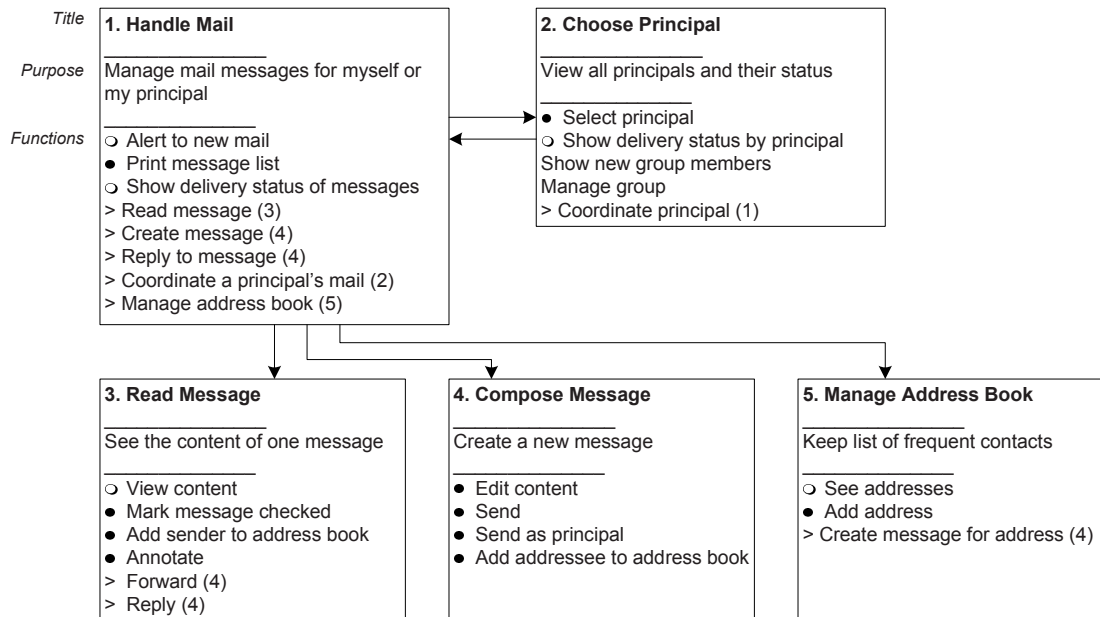 Title
Purpose
Functions
1. Handle Mail
Manage mail messages for myself or
my principal
Alert to new mail
Print message list
Show delivery status of messages
> Read message (3)
> Create message (4)
> Reply to message (4)
> Coordinate a principal's mail (2)
> Manage address book (5)
2. Choose Principal
View all principals and their status
Select principal
Show delivery status by principal
Show new group members
Manage group
> Coordinate principal (1)
3. Read Message
See the content of one message
View content
Mark message checked
Add sender to address book
Annotate
> Forward (4)
> Reply (4)
4. Compose Message
Create a new message
Edit content
Send
Send as principal
Add addressee to address book
5. Manage Address Book
Keep list of frequent contacts
See addresses
Add address
> Create message for address (4)